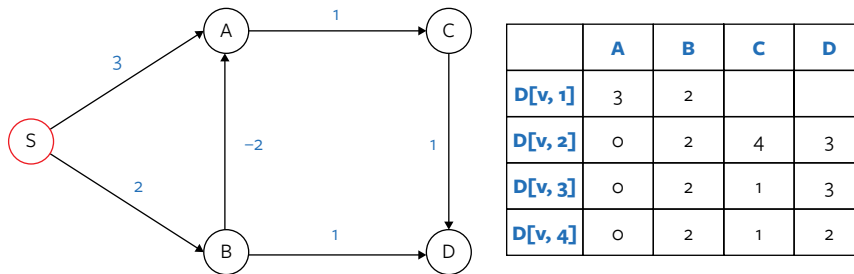 A
1
C
3
S
−2
1
2
B
1
D
A B C D
D[v, 1] 3 2
D[v, 2] 0 2 4 3
D[v, 3] 0 2 1 3
D[v, 4] 0 2 1 2